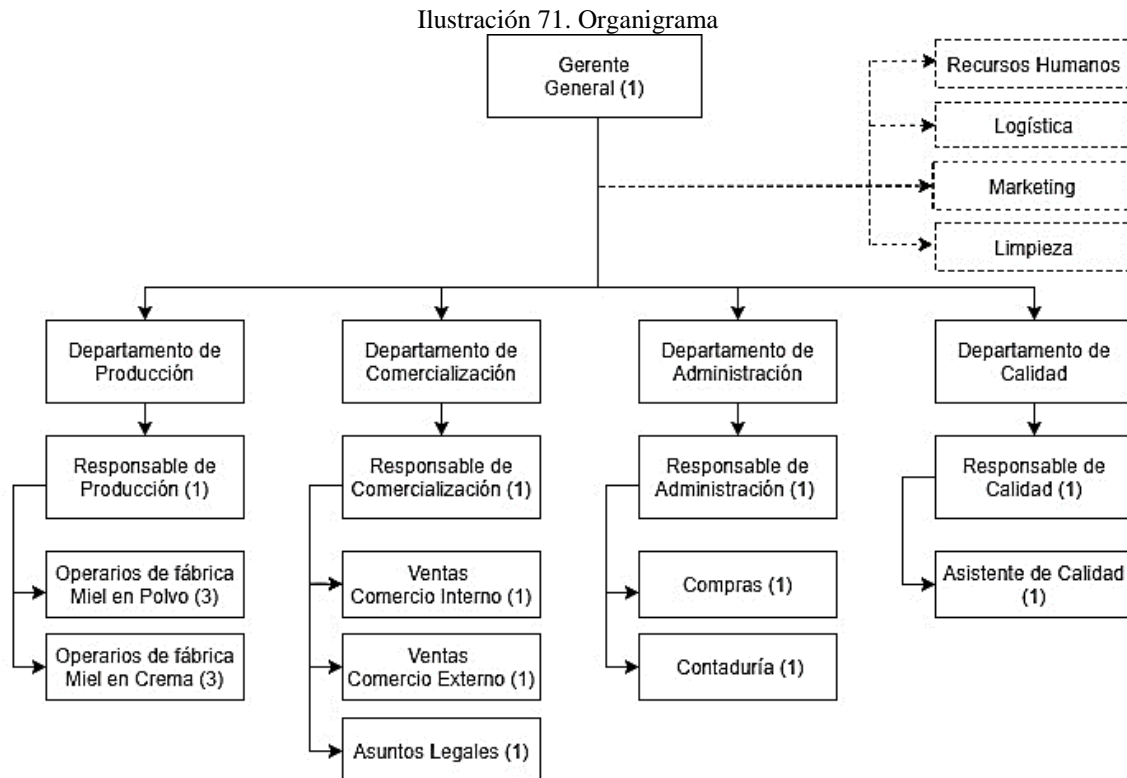 Ilustración 71. Organigrama
Gerente
General (1)
Recursos Humanos
Logística
Marketing
Limpieza
Departamento de
Producción
Departamento de
Comercialización
Departamento de
Administración
Departamento de
Calidad
Responsable de
Producción (1)
Responsable de
Comercialización (1)
Responsable de
Administración (1)
Responsable de
Calidad (1)
Operarios de fábrica
Miel en Polvo (3)
Ventas
Comercio Interno (1)
Compras (1)
Asistente de Calidad
(1)
Operarios de fábrica
Miel en Crema (3)
Ventas
Comercio Externo (1)
Contaduría (1)
Asuntos Legales (1)